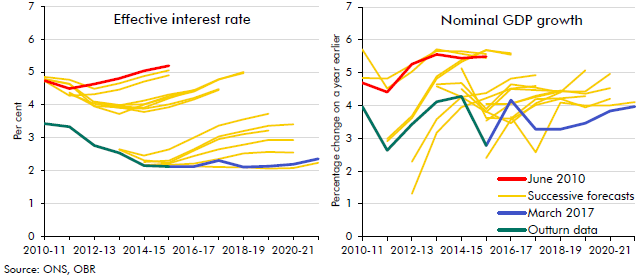 Effective interest rate
Per cent
7
6
5
4
3
2
1
0
2010-11 2012-13 2014-15 2016-17 2018-19 2020-21
Nominal GDP growth
Percentage change on a year earlier
7
6
5
4
3
2
1
0
June 2010
Successive forecasts
March 2017
Outturn data
2010-11 2012-13 2014-15 2016-17 2018-19 2020-21
Source: ONS, OBR